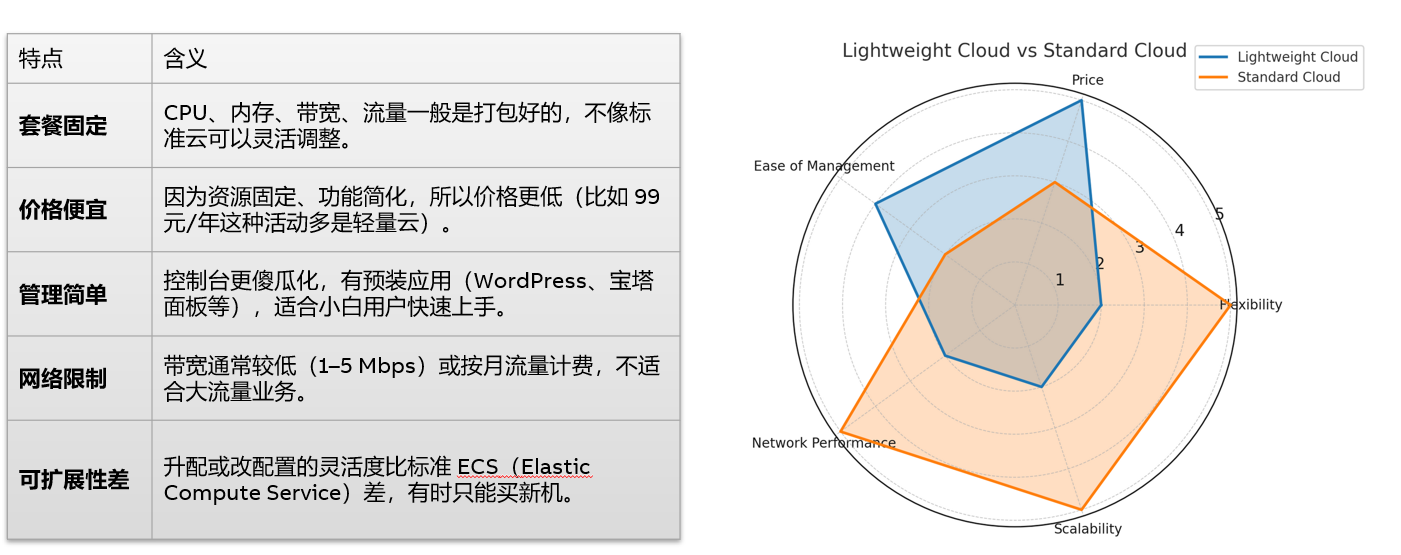 特点
含义
套餐固定
CPU、内存、带宽、流量一般是打包好的，不像标
准云可以灵活调整。
价格便宜
因为资源固定、功能简化，所以价格更低（比如 99
元/年这种活动多是轻量云）。
管理简单
控制台更傻瓜化，有预装应用（WordPress、宝塔
面板等），适合小白用户快速上手。
网络限制
带宽通常较低（1–5 Mbps）或按月流量计费，不适
合大流量业务。
可扩展性差
升配或改配置的灵活度比标准 ECS（Elastic
Compute Service）差，有时只能买新机。
Lightweight Cloud vs Standard Cloud
Lightweight Cloud
Standard Cloud
Price
Ease of Management
5
4
3
2
1
Flexibility
Network Performance
Scalability